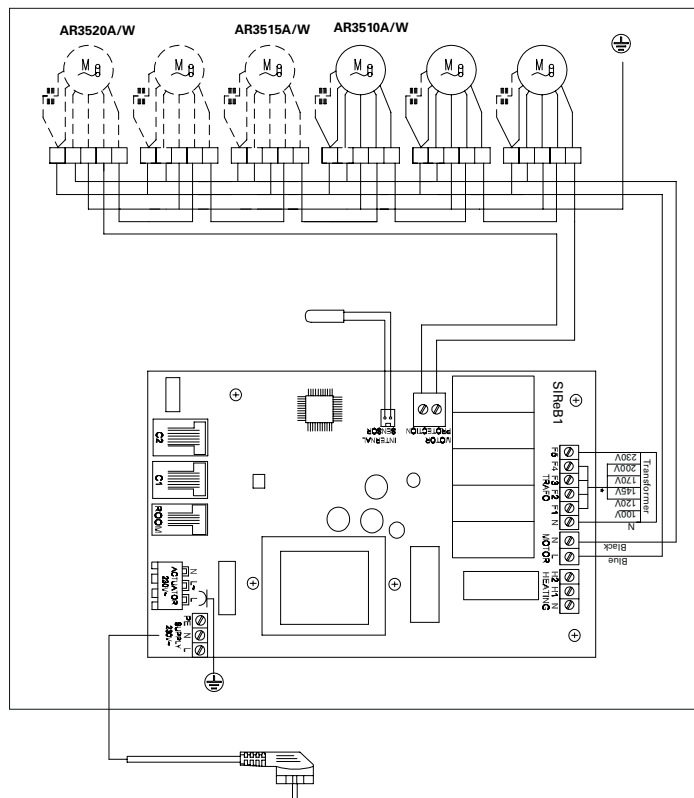 AR3520A/W AR3515A/W AR3510A/W
M M M M M M
SIReB1
INTERNAL
SENSOR
MOTOR
PROTECTION
C2
C1
ROOM
ACTUATOR
230V~
N
L
SUPPLY
230V~
PE
N
L
F5
F4
F3
F2
F1
N
TRAFO
N
L
MOTOR
H2
H1
N
HEATING
230V
200V
170V
145V
120V
100V
N
*
Transformer
Black
Blue